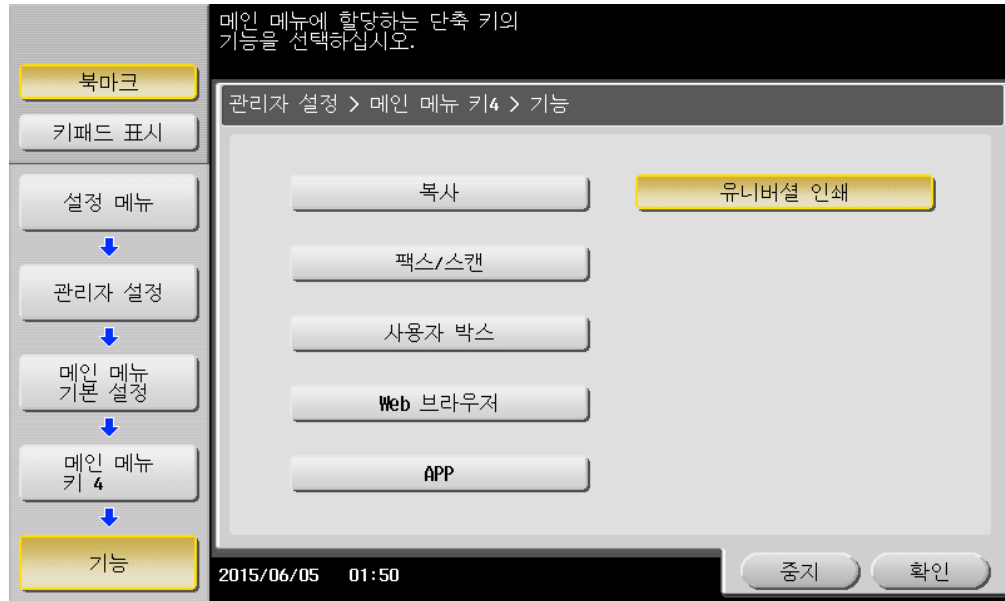 메인 메뉴에 할당하는 단축 키의
기능을 선택하십시오.
북마크
키패드 표시
관리자 설정 > 메인 메뉴 키4 > 기능
설정 메뉴
관리자 설정
메인 메뉴
기본 설정
메인 메뉴
키 4
기능
복사
유니버셜 인쇄
팩스/스캔
사용자 박스
Web 브라우저
APP
2015/06/05 01:50
중지
확인